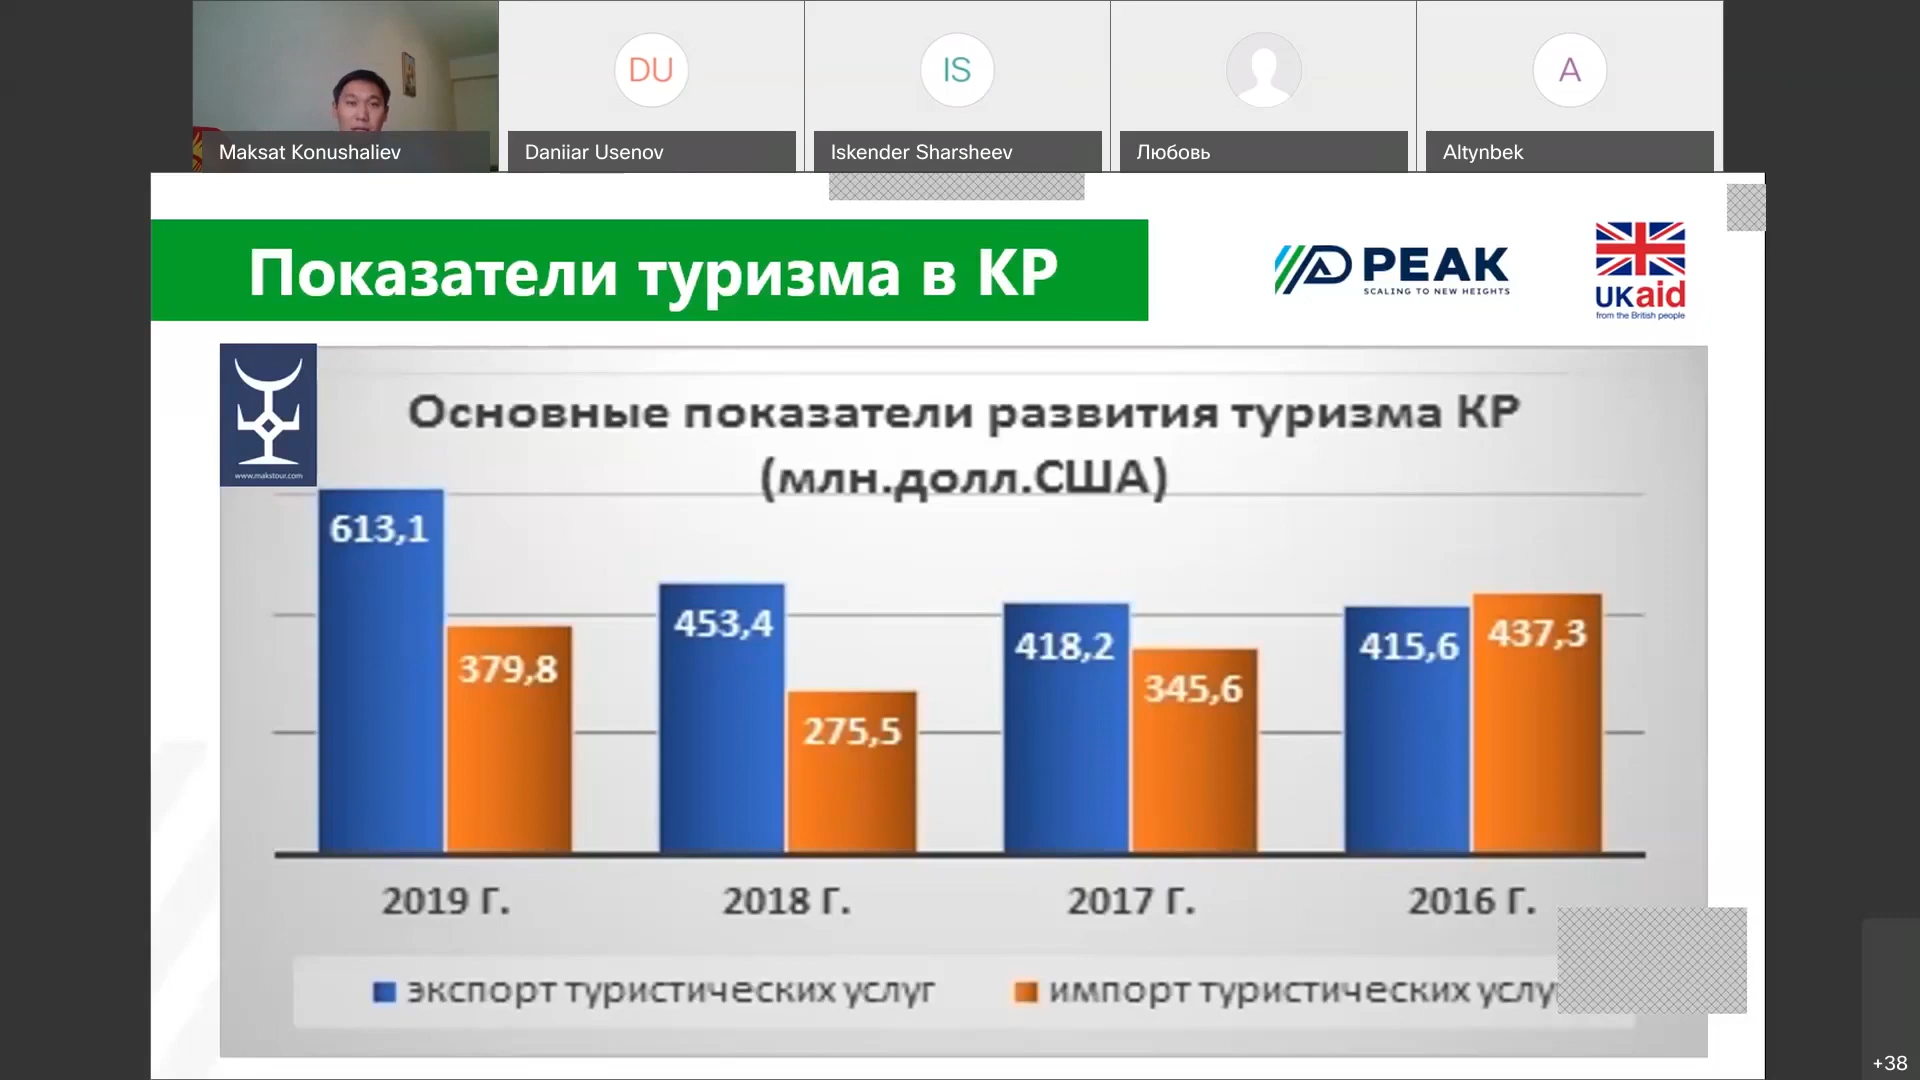 DU
IS
A
Maksat Konushaliev
Daniiar Usenov
Iskender Sharsheev
Любовь
Altynbek
Показатели туризма в КР
PEAK
SCALING TO NEW HEIGHTS
UKaid
from the British people
www.makstour.com
Основные показатели развития туризма КР
(млн.долл.США)
613,1
379,8
453,4
275,5
418,2
345,6
415,6
437,3
2019 Г.
2018 Г.
2017 Г.
2016 Г.
экспорт туристических услуг
импорт туристических
+38